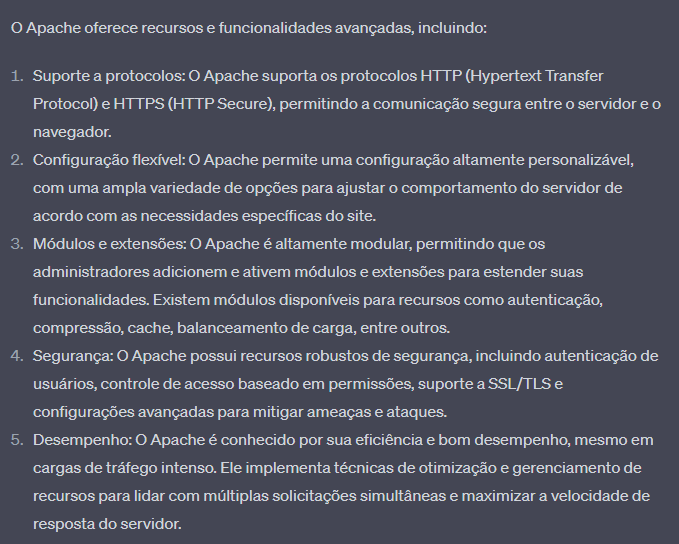 O Apache oferece recursos e funcionalidades avançadas, incluindo:
1. Suporte a protocolos: O Apache suporta os protocolos HTTP (Hypertext Transfer
Protocol) e HTTPS (HTTP Secure), permitindo a comunicação segura entre o servidor e o
navegador.
2. Configuração flexível: O Apache permite uma configuração altamente personalizável,
com uma ampla variedade de opções para ajustar o comportamento do servidor de
acordo com as necessidades específicas do site.
3. Módulos e extensões: O Apache é altamente modular, permitindo que os
administradores adicionem e ativem módulos e extensões para estender suas
funcionalidades. Existem módulos disponíveis para recursos como autenticação,
compressão, cache, balanceamento de carga, entre outros.
4. Segurança: O Apache possui recursos robustos de segurança, incluindo autenticação de
usuários, controle de acesso baseado em permissões, suporte a SSL/TLS e
configurações avançadas para mitigar ameaças e ataques.
5. Desempenho: O Apache é conhecido por sua eficiência e bom desempenho, mesmo em
cargas de tráfego intenso. Ele implementa técnicas de otimização e gerenciamento de
recursos para lidar com múltiplas solicitações simultâneas e maximizar a velocidade de
resposta do servidor.